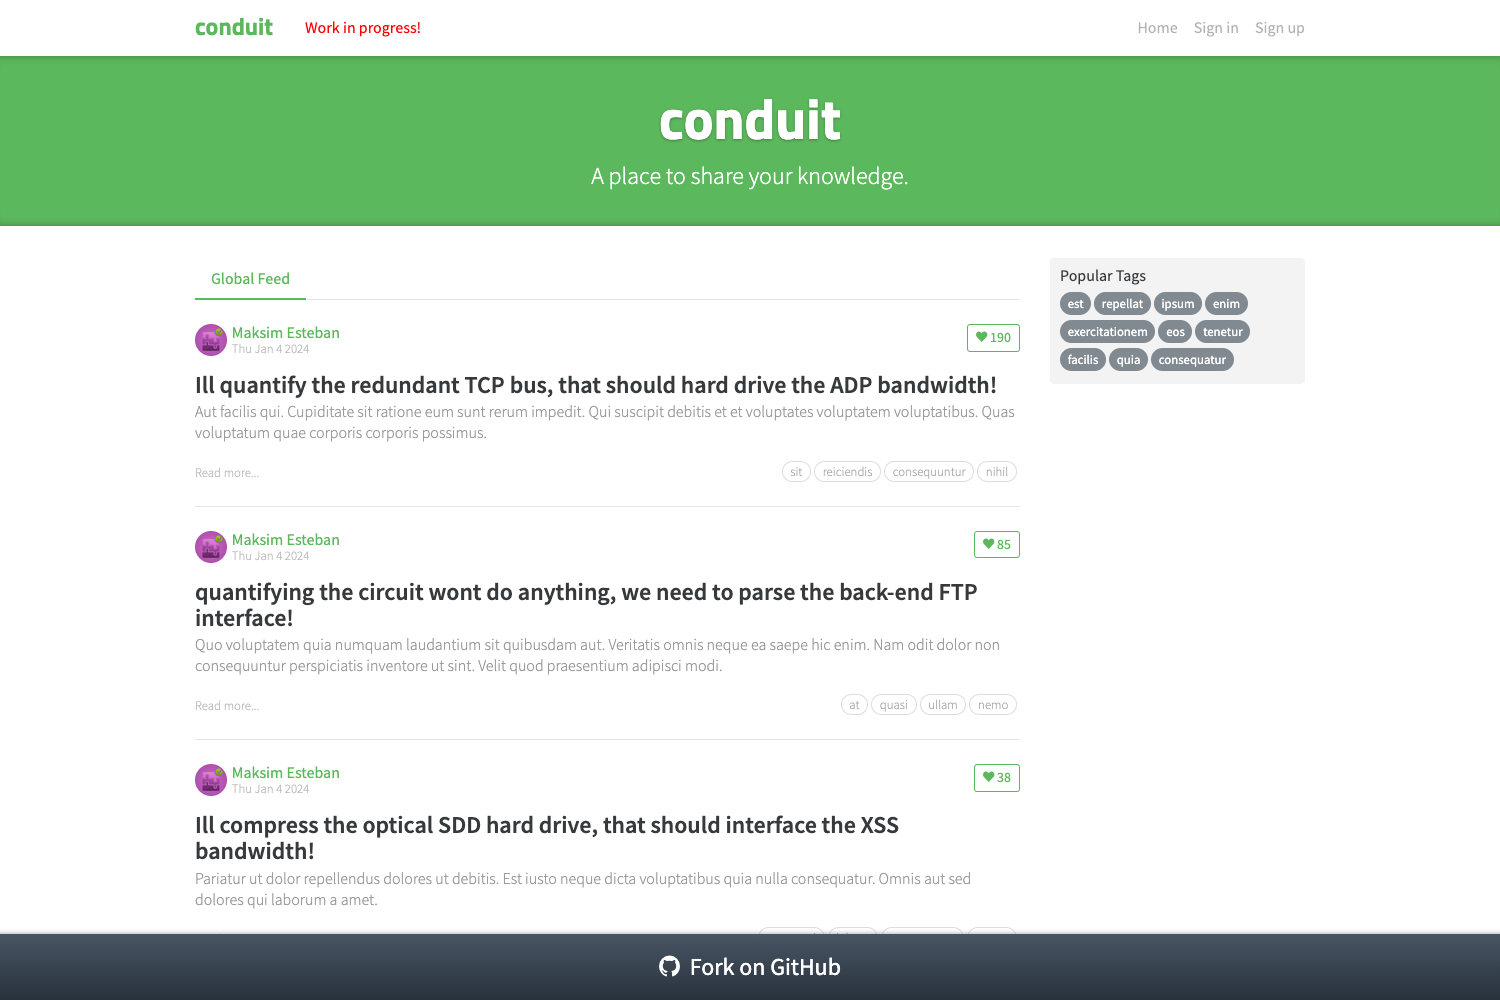 conduit
Work in progress!
Home Sign in Sign up
conduit
A place to share your knowledge.
Global Feed
Maksim Esteban
Thu Jan 4 2024
190
Ill quantify the redundant TCP bus, that should hard drive the ADP bandwidth!
Aut facilis qui. Cupiditate sit ratione eum sunt rerum impedit. Qui suscipit debitis et et voluptates voluptatem voluptatibus. Quas
voluptatum quae corporis corporis possimus.
Read more...
sit reiciendis consequuntur nihil
Maksim Esteban
Thu Jan 4 2024
85
quantifying the circuit wont do anything, we need to parse the back-end FTP
interface!
Quo voluptatem quia numquam laudantium sit quibusdam aut. Veritatis omnis neque ea saepe hic enim. Nam odit dolor non
consequuntur perspiciatis inventore ut sint. Velit quod praesentium adipisci modi.
Read more...
at quasi ullam nemo
Maksim Esteban
Thu Jan 4 2024
38
Ill compress the optical SDD hard drive, that should interface the XSS
bandwidth!
Pariatur ut dolor repellendus dolores ut debitis. Est iusto neque dicta voluptatibus quia nulla consequatur. Omnis aut sed
dolores qui laborum a amet.
Popular Tags
est repellat ipsum enim
exercitationem eos tenetur
facilis quia consequatur
Fork on GitHub